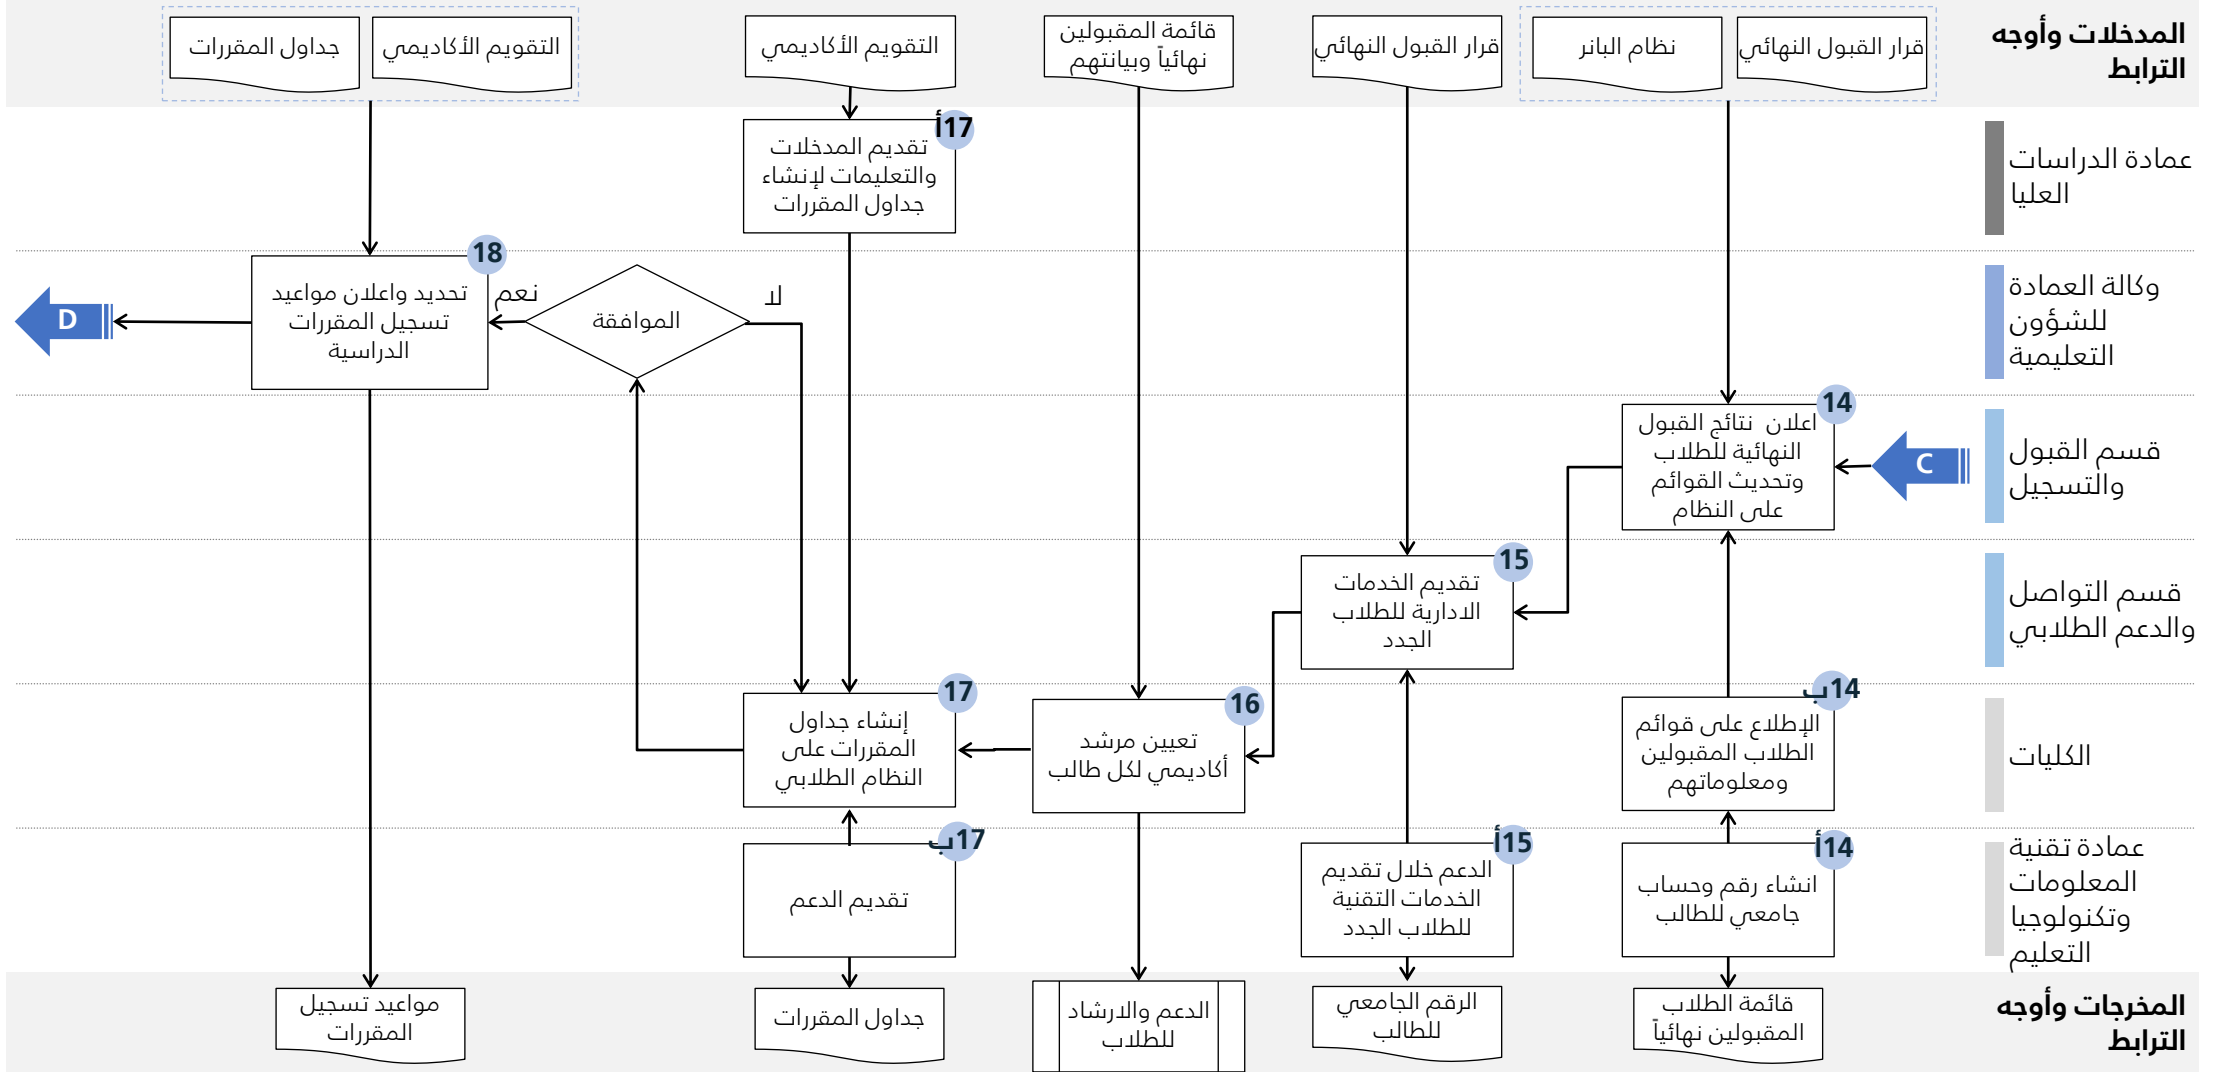 المدخلات وأوجه
الترابط
قرار القبول النهائي
نظام البانر
قرار القبول النهائي
قائمة المقبولين
نهائياً وبيانتهم
التقويم الأكاديمي
التقويم الأكاديمي
جداول المقررات
عمادة الدراسات
العليا
17أ
تقديم المدخلات
والتعليمات لإنشاء
جداول المقررات
وكالة العمادة
للشؤون
التعليمية
لا
الموافقة
نعم
18
تحديد واعلان مواعيد
تسجيل المقررات
الدراسية
D
قسم القبول
والتسجيل
C
14
اعلان نتائج القبول
النهائية للطلاب
وتحديث القوائم
على النظام
قسم التواصل
والدعم الطلابي
15
تقديم الخدمات
الادارية للطلاب
الجدد
الكليات
14ب
الإطلاع على قوائم
الطلاب المقبولين
ومعلوماتهم
16
تعيين مرشد
أكاديمي لكل طالب
17
إنشاء جداول
المقررات على
النظام الطلابي
عمادة تقنية
المعلومات
وتكنولوجيا
التعليم
14أ
انشاء رقم وحساب
جامعي للطالب
15أ
الدعم خلال تقديم
الخدمات التقنية
للطلاب الجدد
17ب
تقديم الدعم
المخرجات وأوجه
الترابط
قائمة الطلاب
المقبولين نهائياً
الرقم الجامعي
للطالب
الدعم والارشاد
للطلاب
جداول المقررات
مواعيد تسجيل
المقررات